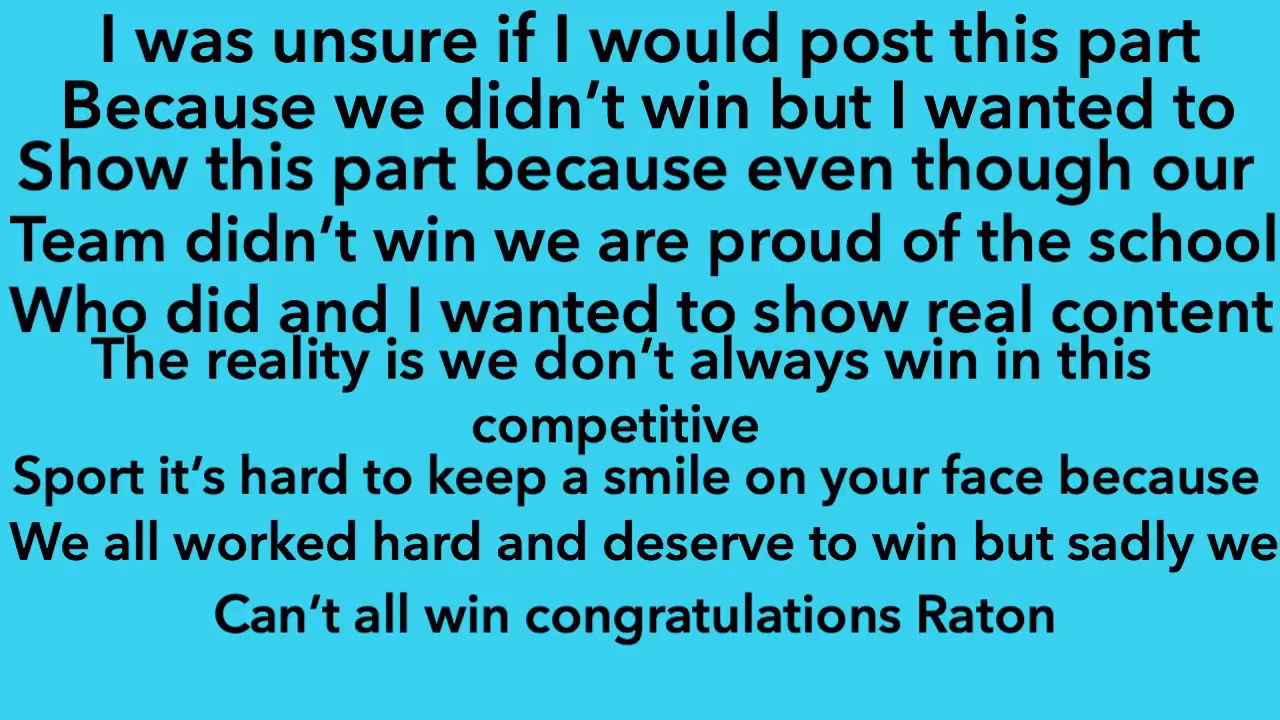 I was unsure if I would post this part
Because we didn’t win but I wanted to
Show this part because even though our
Team didn’t win we are proud of the school
Who did and I wanted to show real content
The reality is we don’t always win in this
competitive
Sport it’s hard to keep a smile on your face because
We all worked hard and deserve to win but sadly we
Can’t all win congratulations Raton